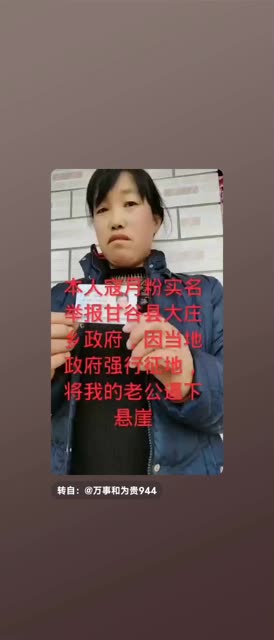 本人寇月粉实名
举报甘谷县大庄
乡政府，因当地
政府强行征地
将我的老公逼下
悬崖
转自：@万事和为贵944